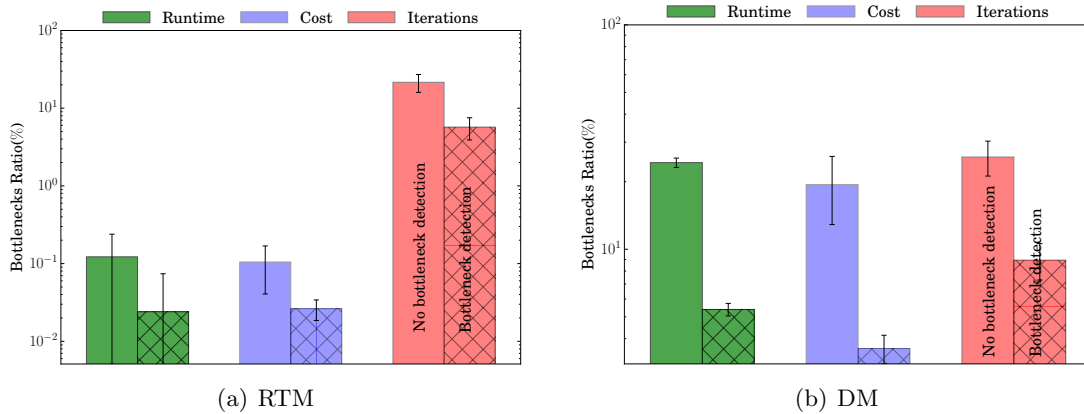 Runtime Cost Iterations
10^2
10^1
10^0
10^-1
10^-2
Bottlenecks Ratio(%)
No bottleneck detection
Bottleneck detection
(a) RTM
Runtime Cost Iterations
10^2
10^1
Bottlenecks Ratio(%)
No bottleneck detection
Bottleneck detection
(b) DM